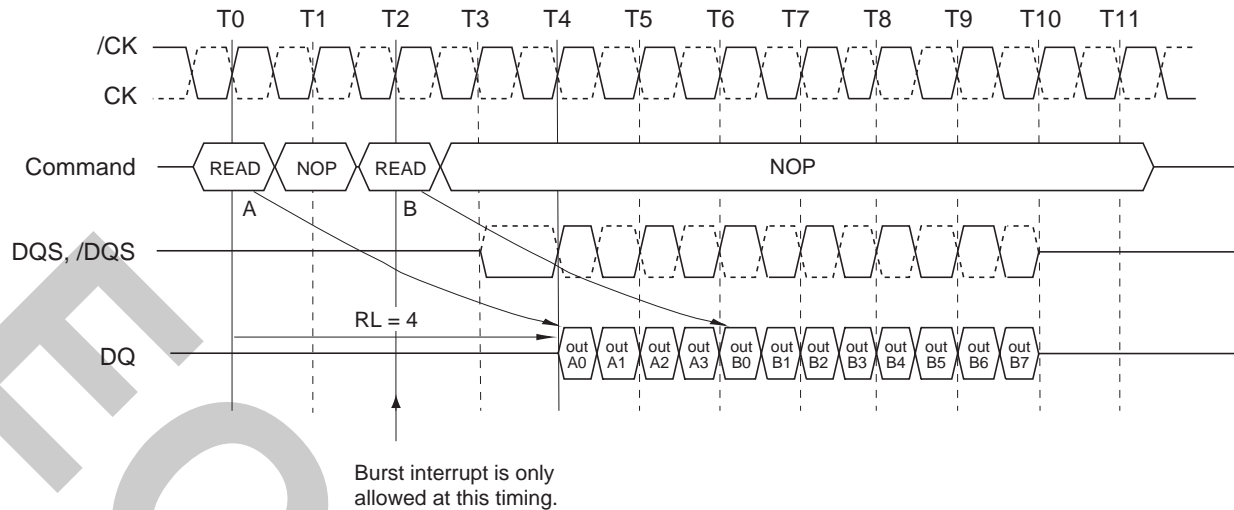 T0 T1 T2 T3 T4 T5 T6 T7 T8 T9 T10 T11
/CK
CK
Command READ NOP READ NOP
A B
DQS, /DQS
RL = 4
DQ
out A0
out A1
out A2
out A3
out B0
out B1
out B2
out B3
out B4
out B5
out B6
out B7
Burst interrupt is only
allowed at this timing.